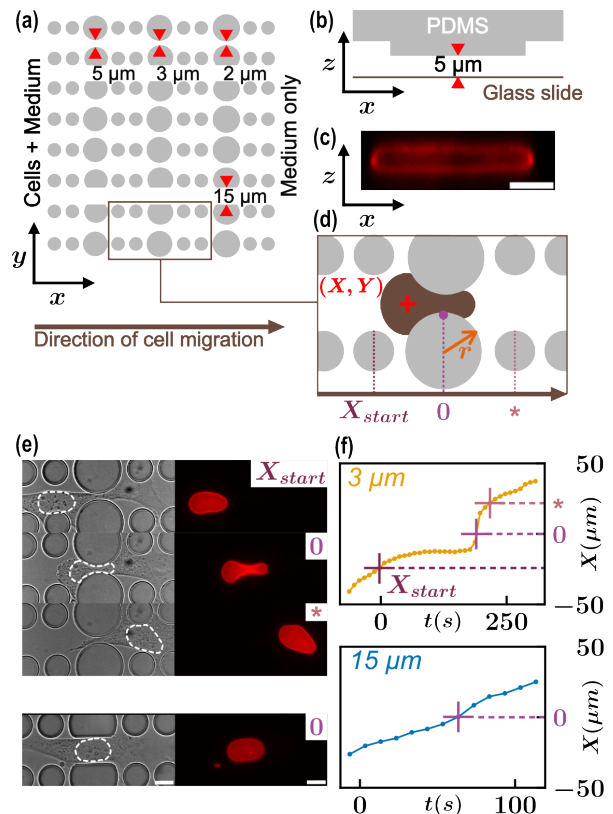 (a)
5 μm
3 μm
2 μm
15 μm
Cells + Medium
Medium only
y
x
Direction of cell migration
(b)
PDMS
5 μm
Glass slide
z
x
(c)
z
x
(d)
(X, Y)
r
X_start
0
*
(e)
X_start
0
*
0
(f)
3 μm
50
*
0
−50
X_start
X(μm)
0
250
t(s)
15 μm
50
0
−50
X(μm)
0
100
t(s)